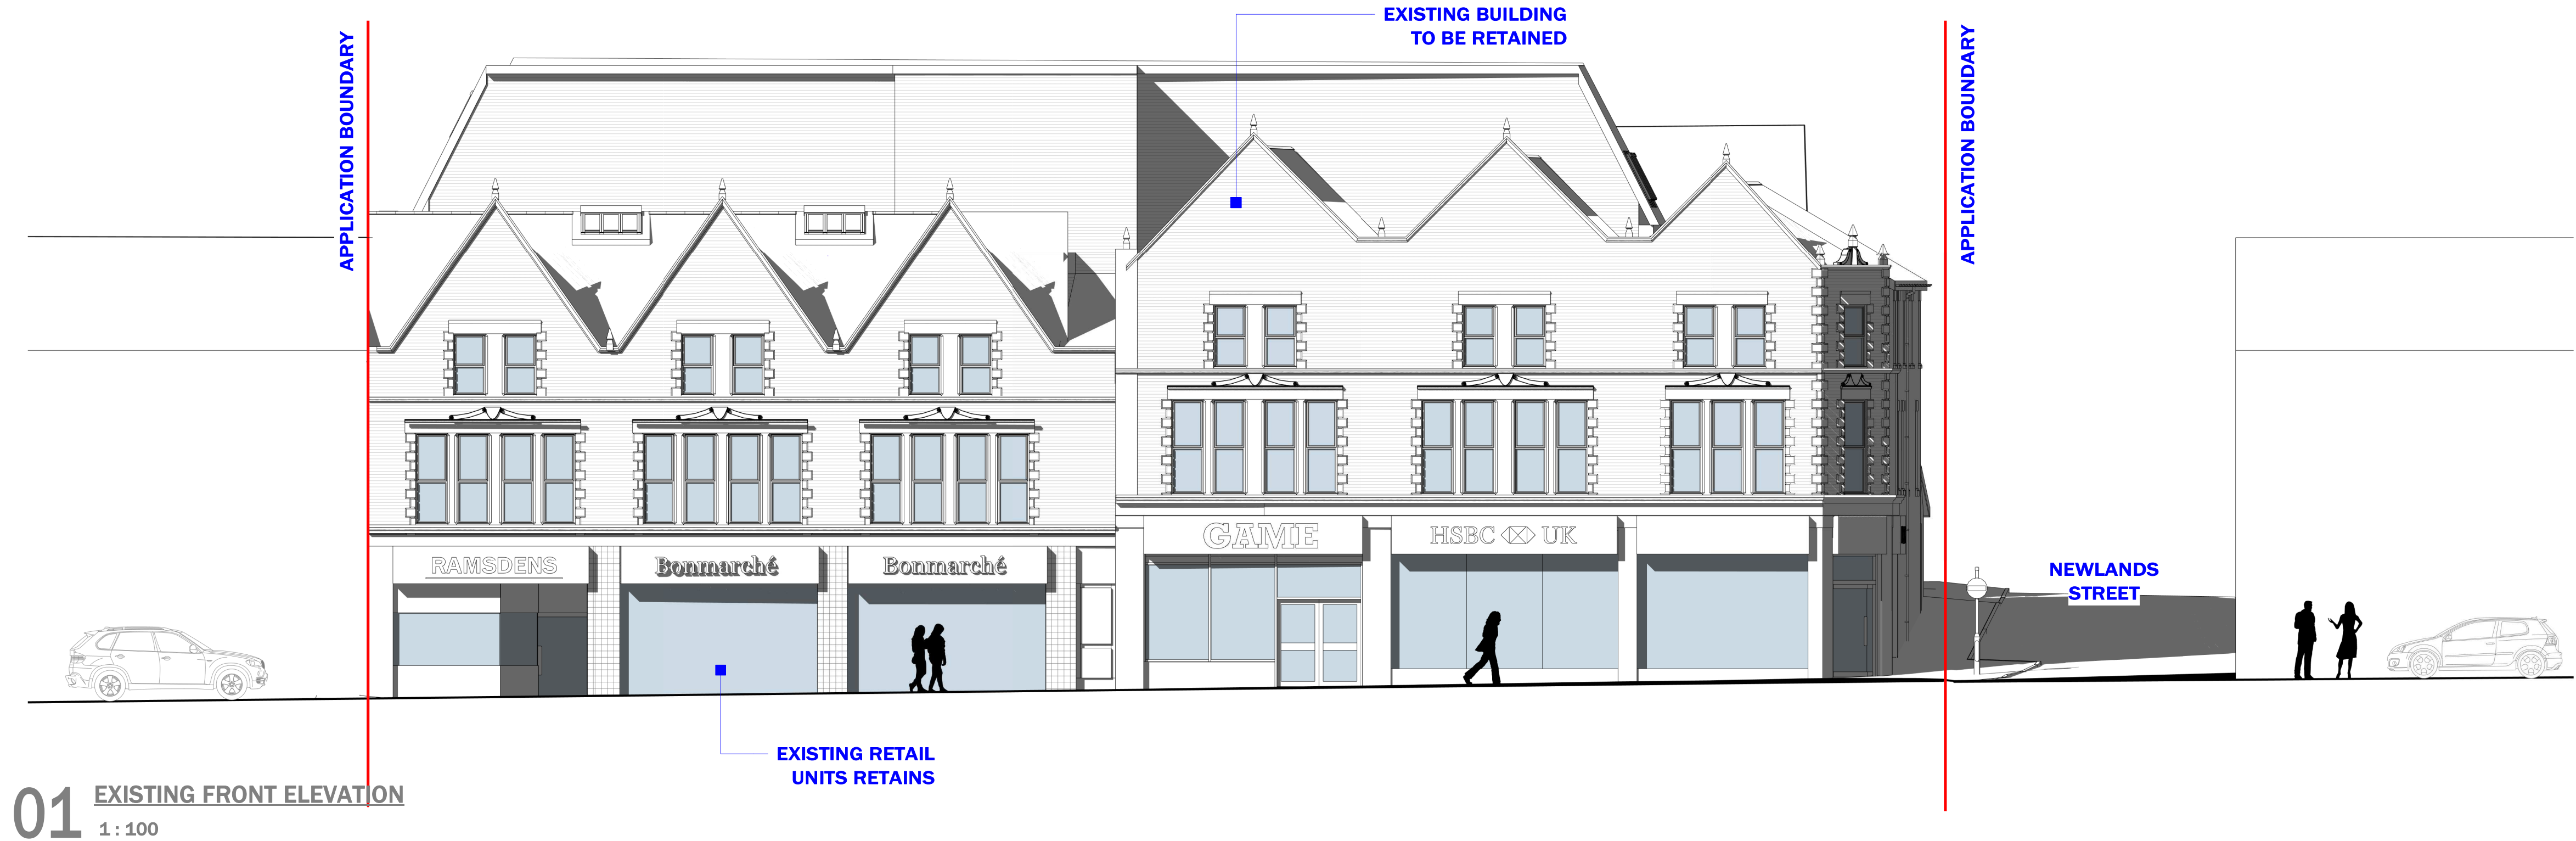 EXISTING BUILDING
TO BE RETAINED
APPLICATION BOUNDARY
APPLICATION BOUNDARY
RAMSDENS
Bonmarché
Bonmarché
GAME
HSBC UK
NEWLANDS
STREET
EXISTING RETAIL
UNITS RETAINS
01 EXISTING FRONT ELEVATION
1 : 100